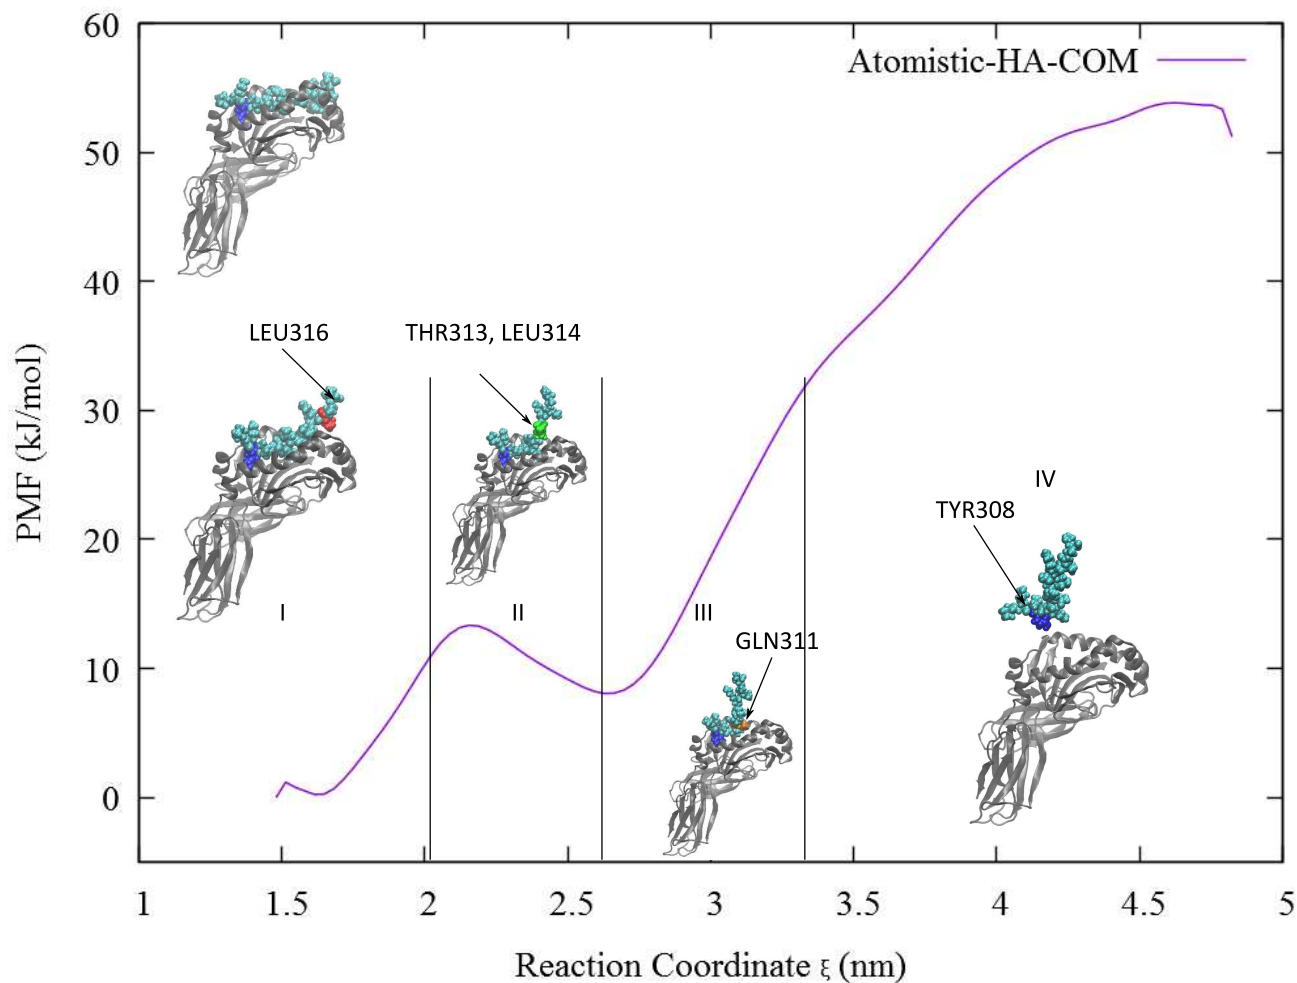 60
50
40
30
20
10
0
PMF (kJ/mol)
Atomistic-HA-COM
LEU316
THR313, LEU314
IV
TYR308
I
II
III
GLN311
1
1.5
2
2.5
3
3.5
4
4.5
5
Reaction Coordinate ξ (nm)